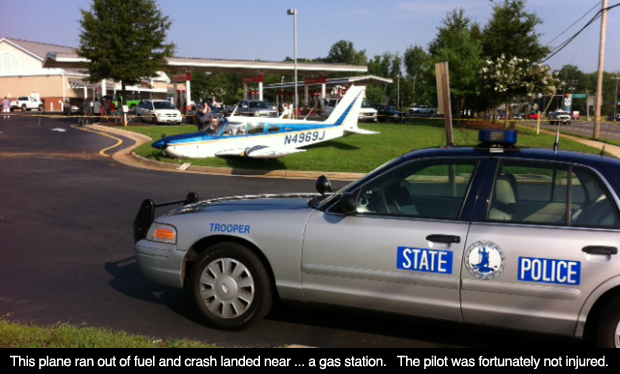 N4969J
TROOPER
STATE
POLICE
This plane ran out of fuel and crash landed near ... a gas station. The pilot was fortunately not injured.